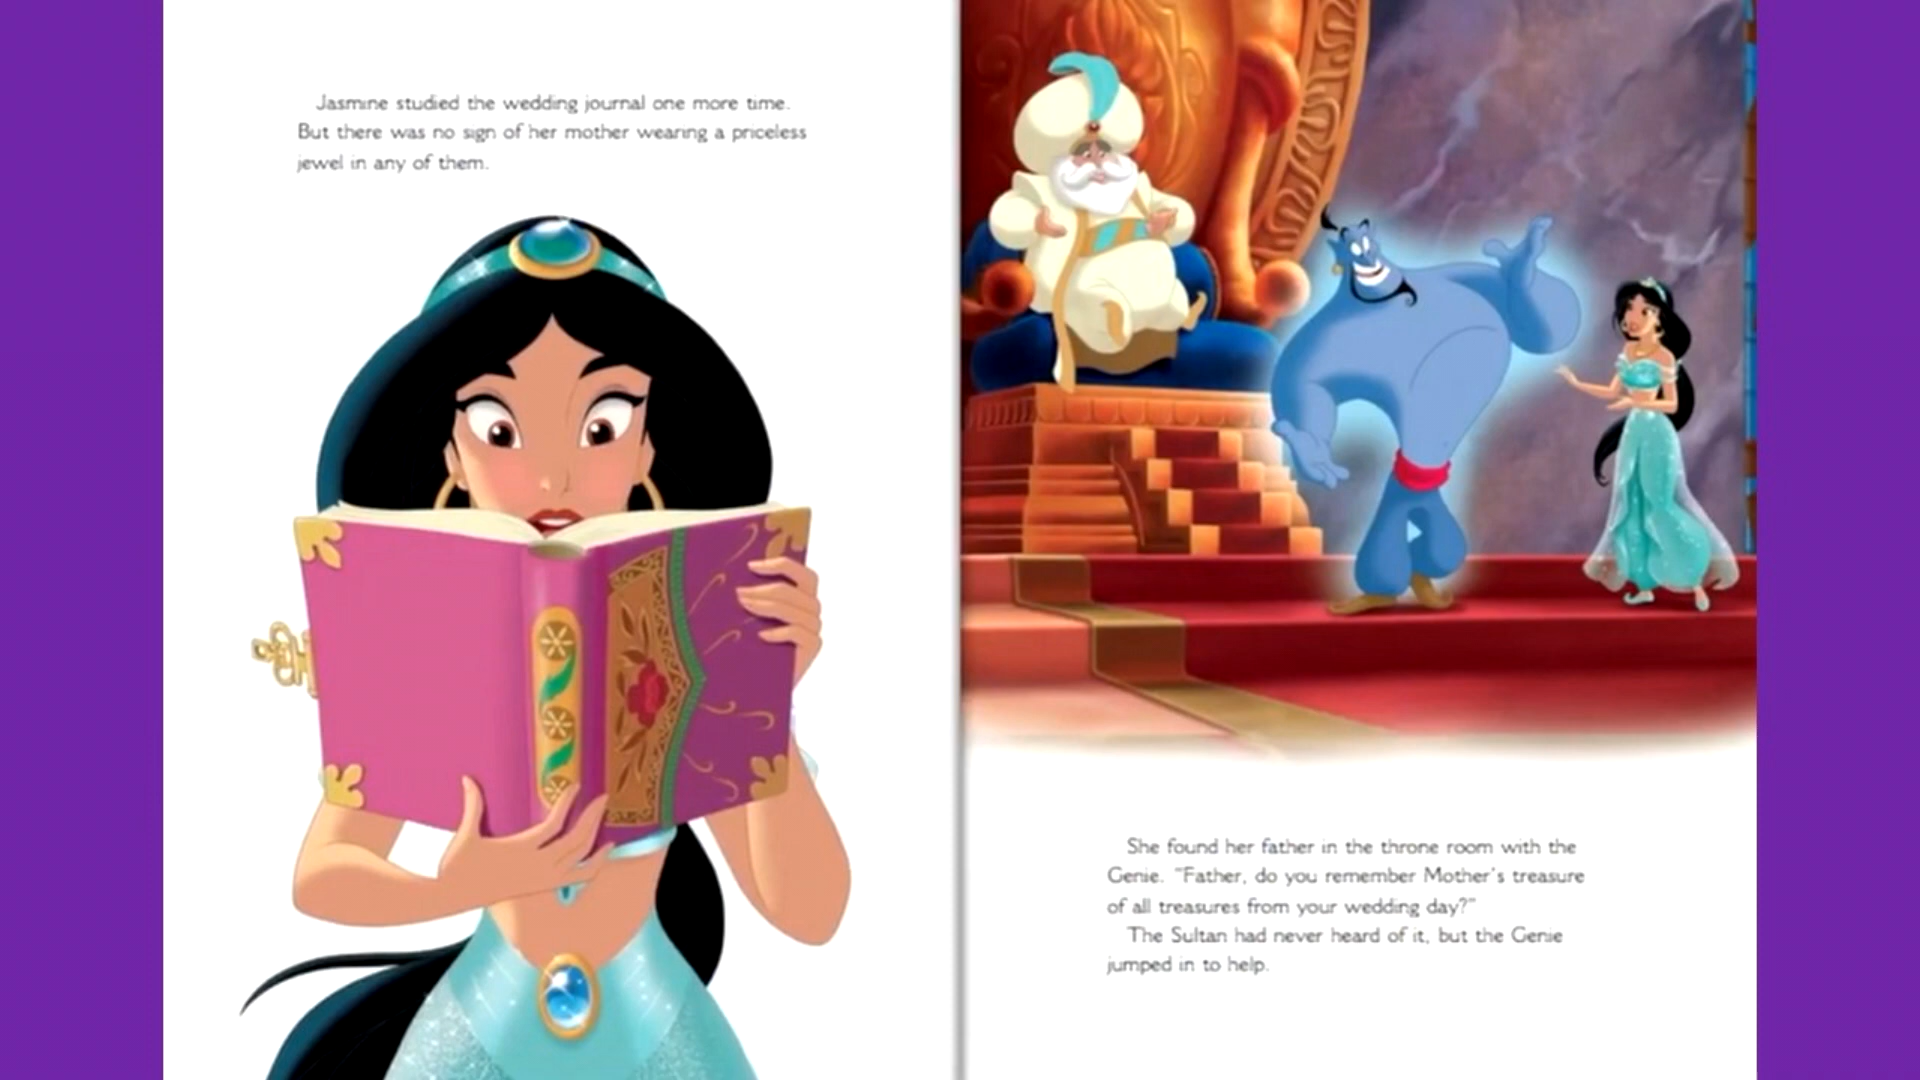 Jasmine studied the wedding journal one more time.
But there was no sign of her mother wearing a priceless
jewel in any of them.
She found her father in the throne room with the
Genie. "Father, do you remember Mother's treasure
of all treasures from your wedding day?"
The Sultan had never heard of it, but the Genie
jumped in to help.